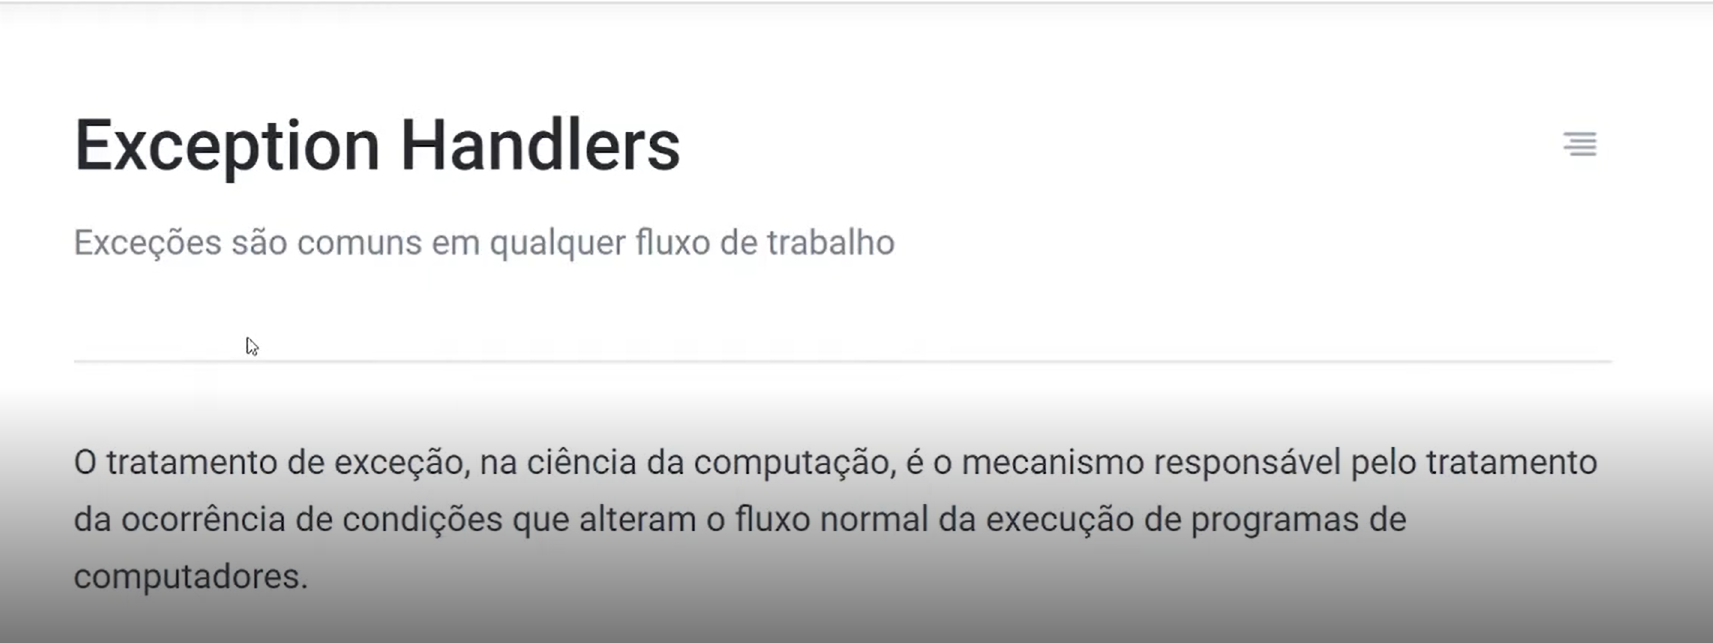 Exception Handlers
Exceções são comuns em qualquer fluxo de trabalho
O tratamento de exceção, na ciência da computação, é o mecanismo responsável pelo tratamento
da ocorrência de condições que alteram o fluxo normal da execução de programas de
computadores.